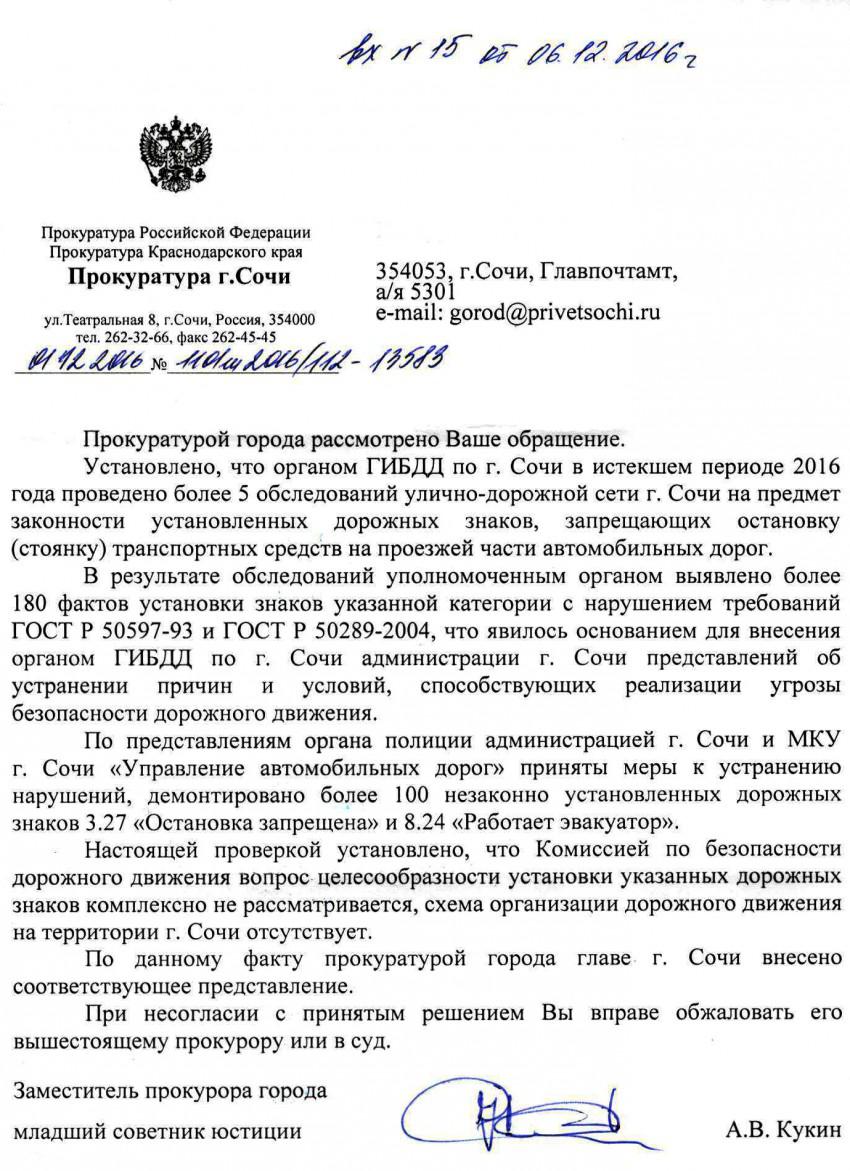 вх № 15 от 06.12.2016г
Прокуратура Российской Федерации
Прокуратура Краснодарского края
Прокуратура г.Сочи
ул.Театральная 8, г.Сочи, Россия, 354000
тел. 262-32-66, факс 262-45-45
01 12 2016 № 1101ж2016/112-13583
354053, г.Сочи, Главпочтамт,
а/я 5301
e-mail: gorod@privetsochi.ru
Прокуратурой города рассмотрено Ваше обращение.
Установлено, что органом ГИБДД по г. Сочи в истекшем периоде 2016
года проведено более 5 обследований улично-дорожной сети г. Сочи на предмет
законности установленных дорожных знаков, запрещающих остановку
(стоянку) транспортных средств на проезжей части автомобильных дорог.
В результате обследований уполномоченным органом выявлено более
180 фактов установки знаков указанной категории с нарушением требований
ГОСТ Р 50597-93 и ГОСТ Р 50289-2004, что явилось основанием для внесения
органом ГИБДД по г. Сочи администрации г. Сочи представлений об
устранении причин и условий, способствующих реализации угрозы
безопасности дорожного движения.
По представлениям органа полиции администрацией г. Сочи и МКУ
г. Сочи «Управление автомобильных дорог» приняты меры к устранению
нарушений, демонтировано более 100 незаконно установленных дорожных
знаков 3.27 «Остановка запрещена» и 8.24 «Работает эвакуатор».
Настоящей проверкой установлено, что Комиссией по безопасности
дорожного движения вопрос целесообразности установки указанных дорожных
знаков комплексно не рассматривается, схема организации дорожного движения
на территории г. Сочи отсутствует.
По данному факту прокуратурой города главе г. Сочи внесено
соответствующее представление.
При несогласии с принятым решением Вы вправе обжаловать его
вышестоящему прокурору или в суд.
Заместитель прокурора города
младший советник юстиции
А.В. Кукин